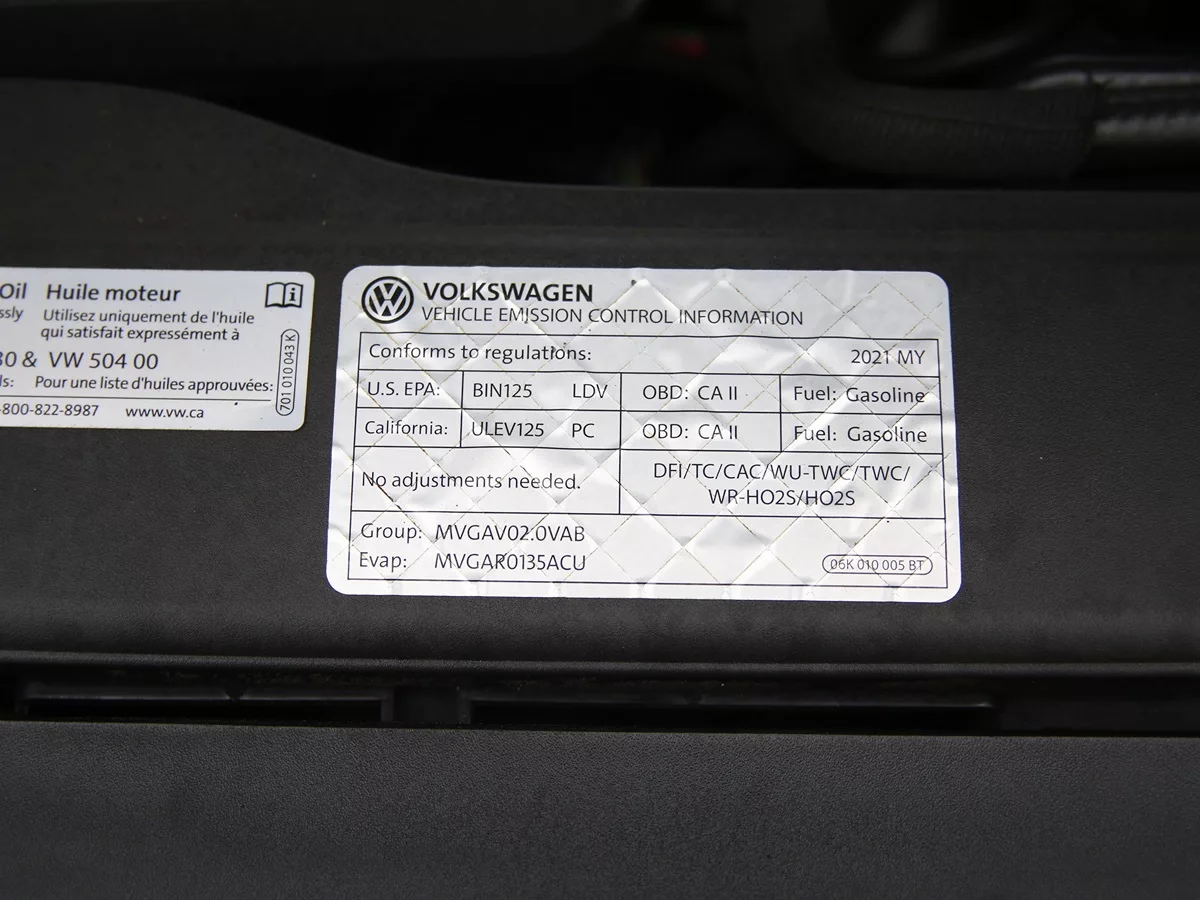 Oil Huile moteur
Utilisez uniquement de l'huile
qui satisfait expressément à
& VW 504 00
Pour une liste d'huiles approuvées:
-800-822-8987 www.vw.ca
701 010 043 K
VOLKSWAGEN
VEHICLE EMISSION CONTROL INFORMATION
Conforms to regulations: 2021 MY
U.S. EPA: BIN125 LDV OBD: CA II Fuel: Gasoline
California: ULEV125 PC OBD: CA II Fuel: Gasoline
No adjustments needed. DFI/TC/CAC/WU-TWC/TWC/
WR-HO2S/HO2S
Group: MVGAV02.0VAB
Evap: MVGAR0135ACU
06K 010 005 BT